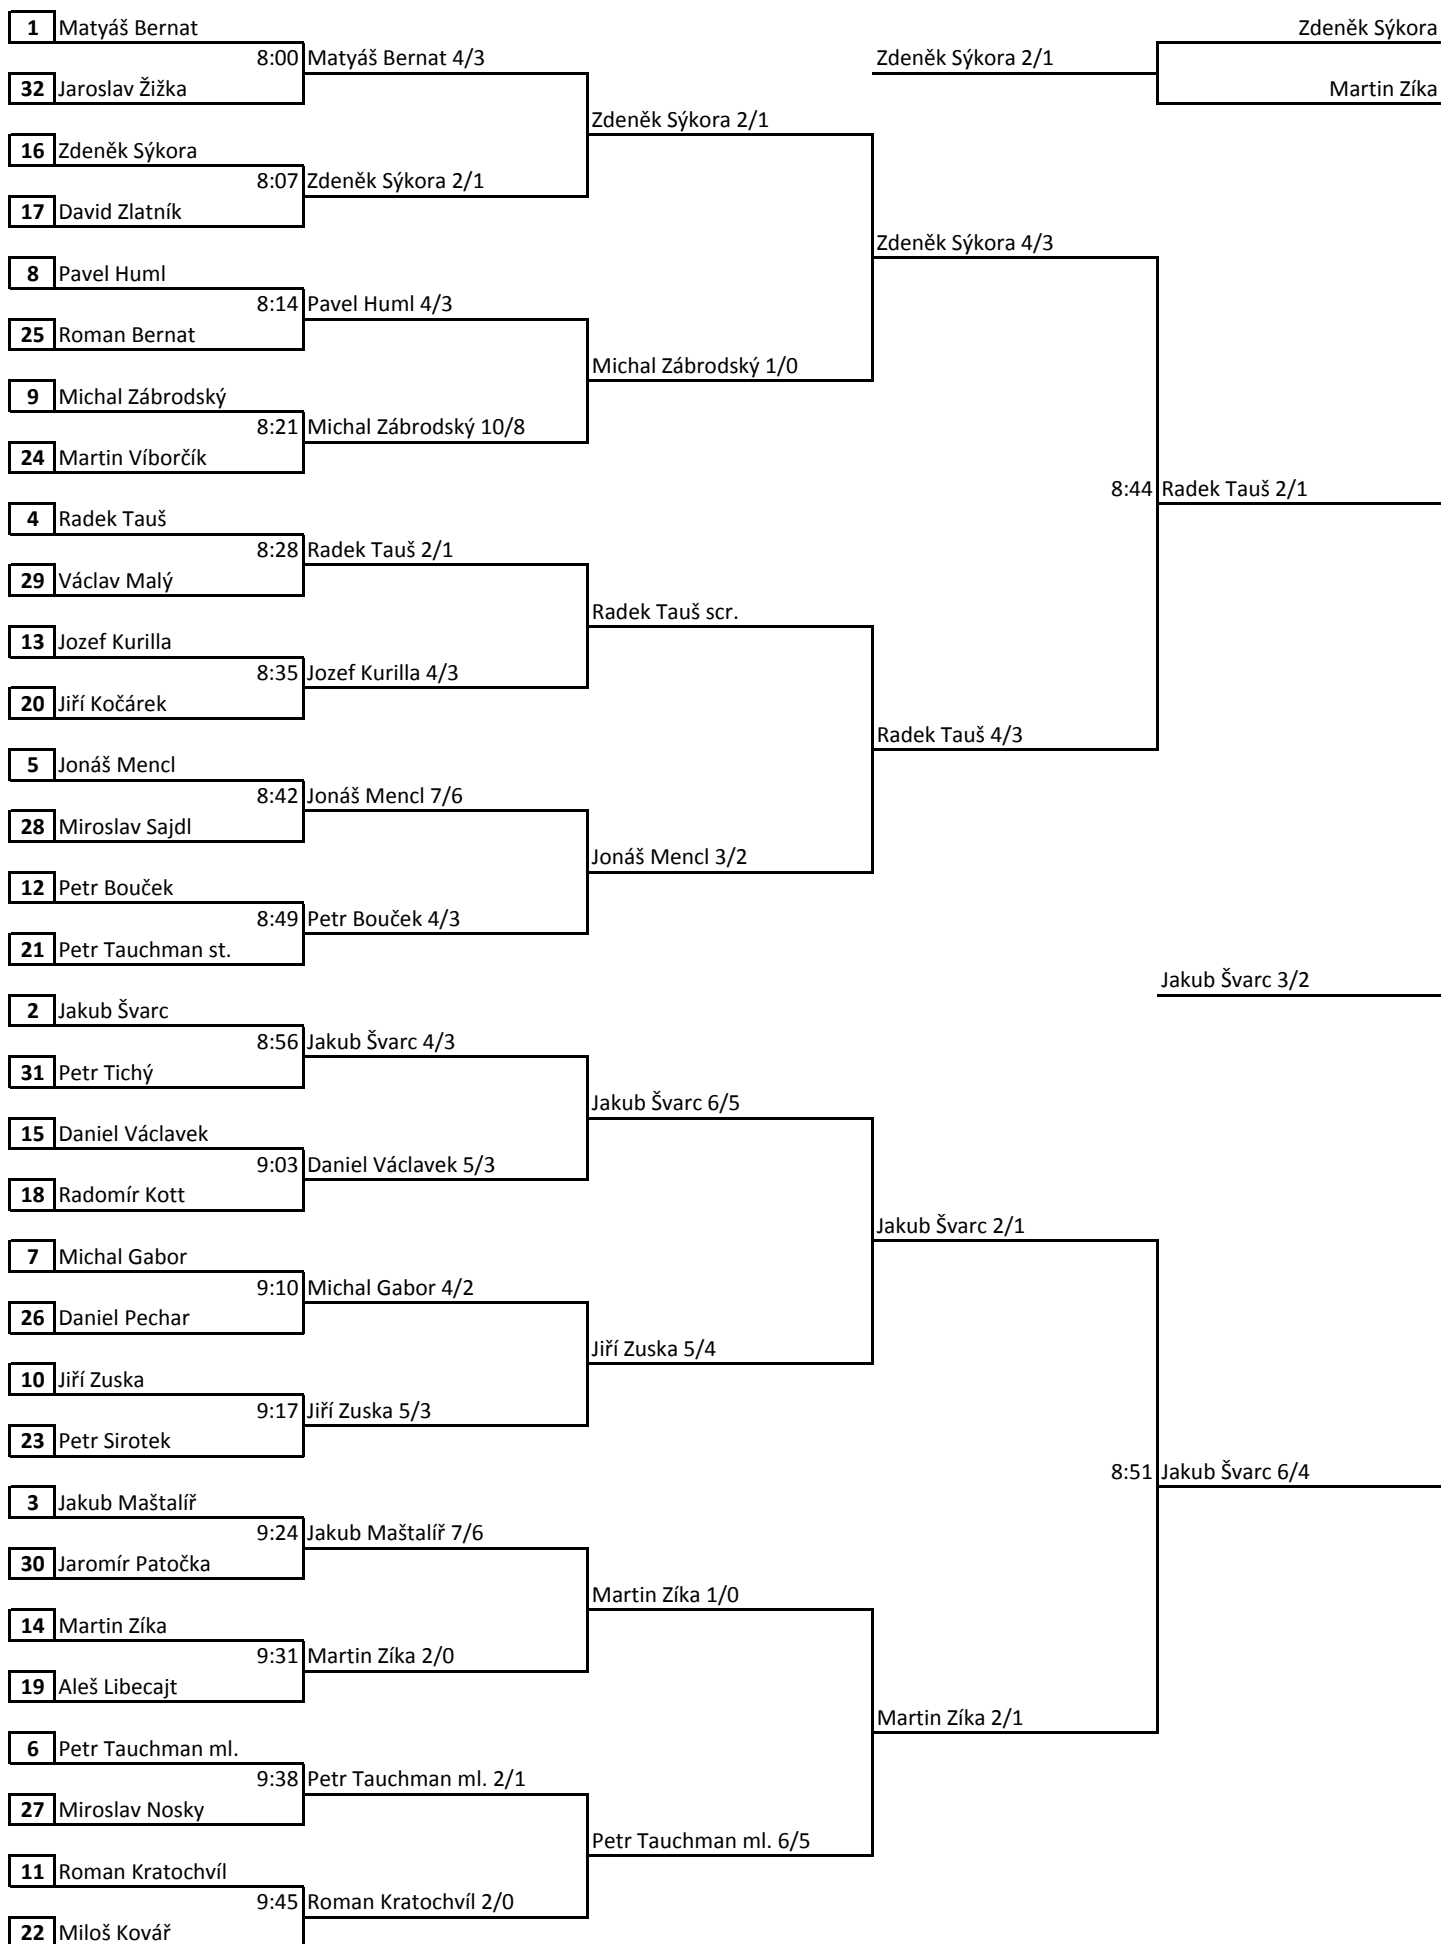 1 Matyáš Bernat
Zdeněk Sýkora
8:00 Matyáš Bernat 4/3
Zdeněk Sýkora 2/1
32 Jaroslav Žižka
Martin Zíka
Zdeněk Sýkora 2/1
16 Zdeněk Sýkora
8:07 Zdeněk Sýkora 2/1
17 David Zlatník
Zdeněk Sýkora 4/3
8 Pavel Huml
8:14 Pavel Huml 4/3
25 Roman Bernat
Michal Zábrodský 1/0
9 Michal Zábrodský
8:21 Michal Zábrodský 10/8
24 Martin Víborčík
8:44 Radek Tauš 2/1
4 Radek Tauš
8:28 Radek Tauš 2/1
29 Václav Malý
Radek Tauš scr.
13 Jozef Kurilla
8:35 Jozef Kurilla 4/3
20 Jiří Kočárek
Radek Tauš 4/3
5 Jonáš Mencl
8:42 Jonáš Mencl 7/6
28 Miroslav Sajdl
Jonáš Mencl 3/2
12 Petr Bouček
8:49 Petr Bouček 4/3
21 Petr Tauchman st.
Jakub Švarc 3/2
2 Jakub Švarc
8:56 Jakub Švarc 4/3
31 Petr Tichý
Jakub Švarc 6/5
15 Daniel Václavek
9:03 Daniel Václavek 5/3
18 Radomír Kott
Jakub Švarc 2/1
7 Michal Gabor
9:10 Michal Gabor 4/2
26 Daniel Pechar
Jiří Zuska 5/4
10 Jiří Zuska
9:17 Jiří Zuska 5/3
23 Petr Sirotek
8:51 Jakub Švarc 6/4
3 Jakub Maštalíř
9:24 Jakub Maštalíř 7/6
30 Jaromír Patočka
Martin Zíka 1/0
14 Martin Zíka
9:31 Martin Zíka 2/0
19 Aleš Libecajt
Martin Zíka 2/1
6 Petr Tauchman ml.
9:38 Petr Tauchman ml. 2/1
27 Miroslav Nosky
Petr Tauchman ml. 6/5
11 Roman Kratochvíl
9:45 Roman Kratochvíl 2/0
22 Miloš Kovář